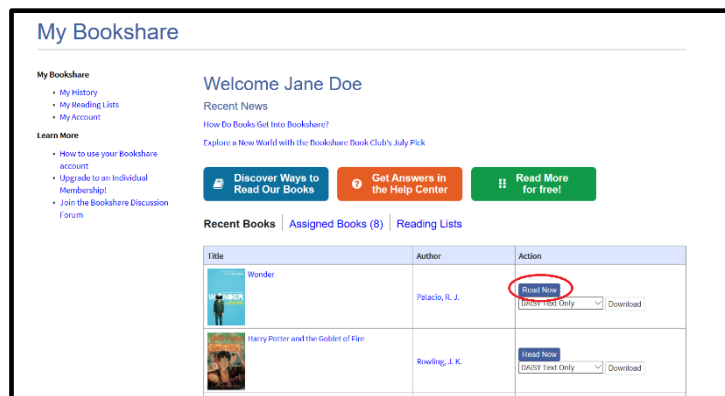 My Bookshare
My Bookshare
My History
My Reading Lists
My Account
Learn More
How to use your Bookshare
account
Upgrade to an Individual
Membership!
Join the Bookshare Discussion
Forum
Welcome Jane Doe
Recent News
How Do Books Get Into Bookshare?
Explore a New World with the Bookshare Book Club's July Pick
Discover Ways to
Read Our Books
Get Answers in
the Help Center
Read More
for free!
Recent Books Assigned Books (8) Reading Lists
Title Author Action
WONDER
Wonder
Palacio, R. J.
Read Now
DAISY Text Only Download
Harry Potter and the Goblet of Fire
Rowling, J. K.
Read Now
DAISY Text Only Download